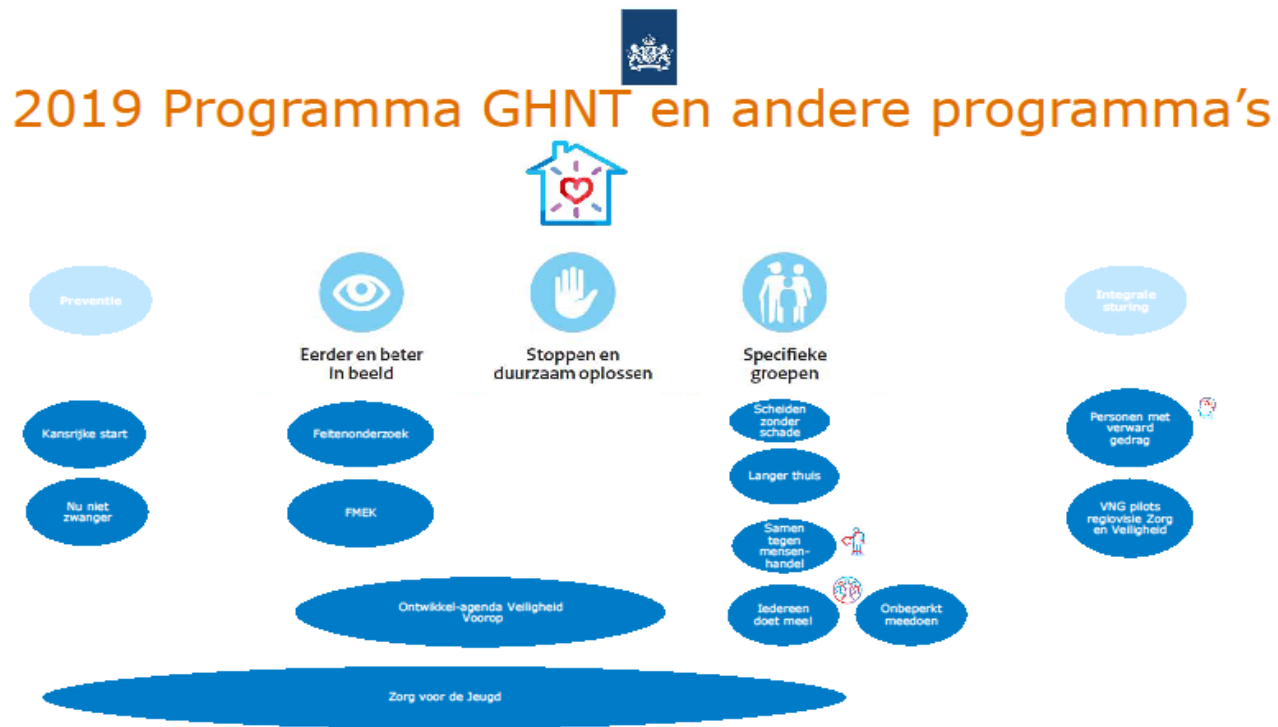 2019 Programma GHNT en andere programma's
Preventie
Eerder en beter
in beeld
Stoppen en
duurzaam oplossen
Specifieke
groepen
Integrale
sturing
Kansrijke start
Feitenonderzoek
Scheiden
zonder
schade
Personen met
verward
gedrag
Langer thuis
Nu niet
zwanger
FMEK
VNG pilots
regiovisie Zorg
en Veiligheid
Samen
tegen
mensen-
handel
Ontwikkel-agenda Veiligheid
Voorop
Iedereen
doet mee!
Onbeperkt
meedoen
Zorg voor de Jeugd